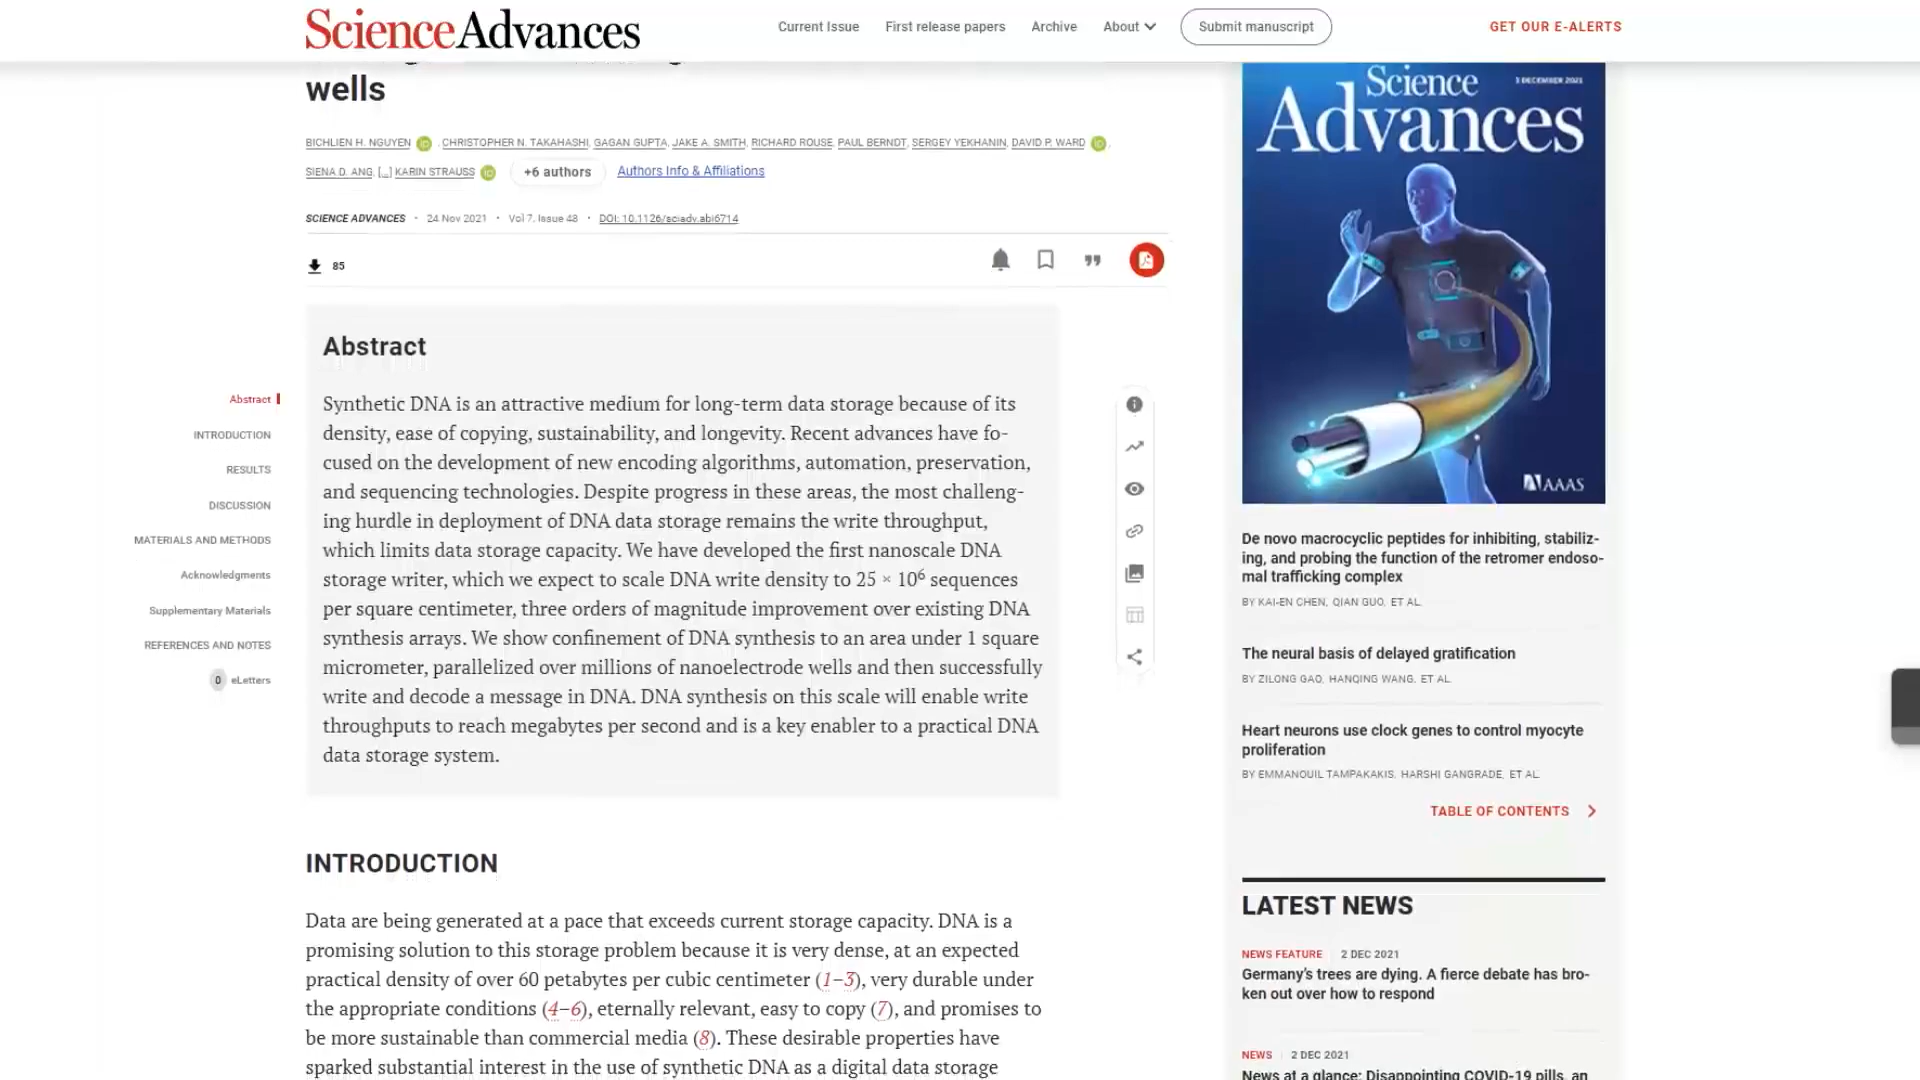 ScienceAdvances
Current Issue
First release papers
Archive
About
Submit manuscript
GET OUR E-ALERTS
wells
BICHLIEN H. NGUYEN , CHRISTOPHER N. TAKAHASHI, GAGAN GUPTA, JAKE A. SMITH, RICHARD ROUSE, PAUL BERNDT, SERGEY YEKHANIN, DAVID P. WARD ,
SIENA D. ANG, [...] KARIN STRAUSS +6 authors Authors Info & Affiliations
SCIENCE ADVANCES • 24 Nov 2021 • Vol 7, Issue 48 • DOI: 10.1126/sciadv.abi6714
85
Abstract
INTRODUCTION
RESULTS
DISCUSSION
MATERIALS AND METHODS
Acknowledgments
Supplementary Materials
REFERENCES AND NOTES
0 eLetters
Abstract
Synthetic DNA is an attractive medium for long-term data storage because of its
density, ease of copying, sustainability, and longevity. Recent advances have fo-
cused on the development of new encoding algorithms, automation, preservation,
and sequencing technologies. Despite progress in these areas, the most challeng-
ing hurdle in deployment of DNA data storage remains the write throughput,
which limits data storage capacity. We have developed the first nanoscale DNA
storage writer, which we expect to scale DNA write density to 25 × 10⁶ sequences
per square centimeter, three orders of magnitude improvement over existing DNA
synthesis arrays. We show confinement of DNA synthesis to an area under 1 square
micrometer, parallelized over millions of nanoelectrode wells and then successfully
write and decode a message in DNA. DNA synthesis on this scale will enable write
throughputs to reach megabytes per second and is a key enabler to a practical DNA
data storage system.
INTRODUCTION
Data are being generated at a pace that exceeds current storage capacity. DNA is a
promising solution to this storage problem because it is very dense, at an expected
practical density of over 60 petabytes per cubic centimeter (1–3), very durable under
the appropriate conditions (4–6), eternally relevant, easy to copy (7), and promises to
be more sustainable than commercial media (8). These desirable properties have
sparked substantial interest in the use of synthetic DNA as a digital data storage
Science
3 DECEMBER 2021
Advances
AAAS
De novo macrocyclic peptides for inhibiting, stabiliz-
ing, and probing the function of the retromer endoso-
mal trafficking complex
BY KAI-EN CHEN, QIAN GUO, ET AL.
The neural basis of delayed gratification
BY ZILONG GAO, HANQING WANG, ET AL.
Heart neurons use clock genes to control myocyte
proliferation
BY EMMANOUIL TAMPAKAKIS, HARSHI GANGRADE, ET AL.
TABLE OF CONTENTS
LATEST NEWS
NEWS FEATURE 2 DEC 2021
Germany's trees are dying. A fierce debate has bro-
ken out over how to respond
NEWS 2 DEC 2021
News at a glance: Disappointing COVID-19 pills, an